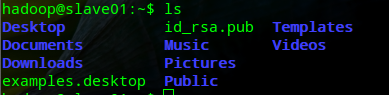 hadoop@slave01:~$ ls
Desktop id_rsa.pub Templates
Documents Music Videos
Downloads Pictures
examples.desktop Public